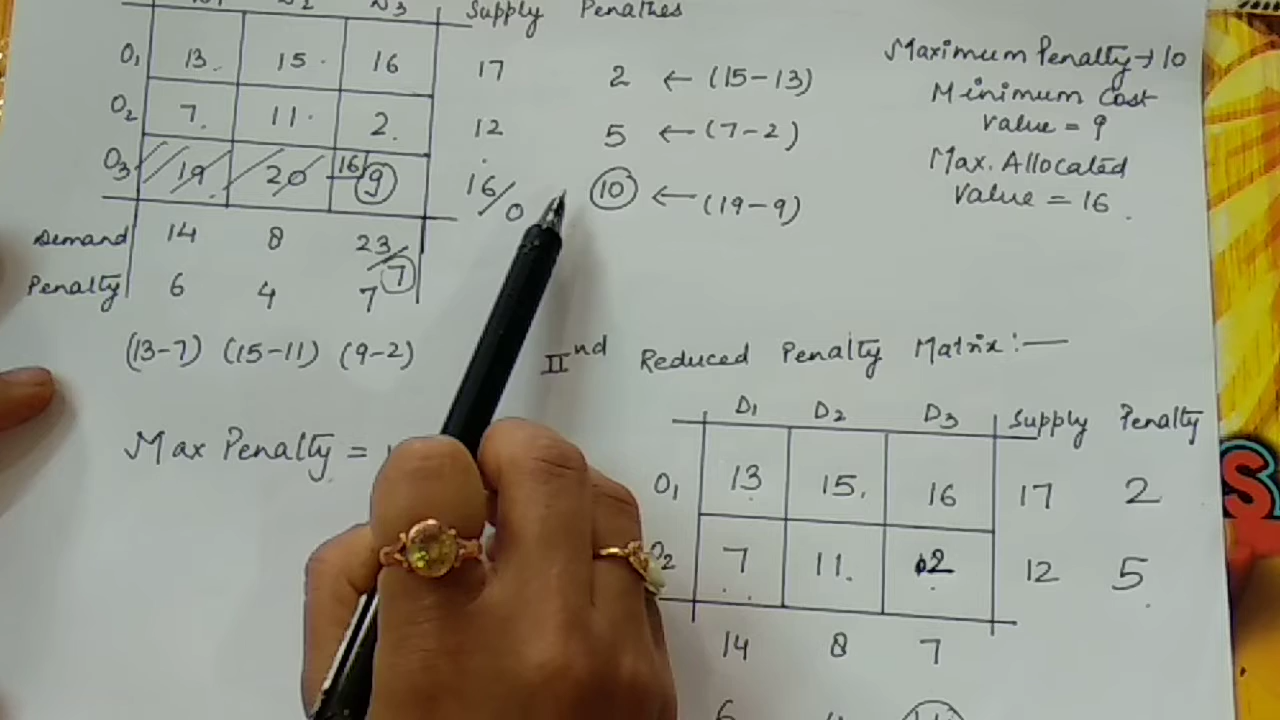 Supply Penalties
O1 13 15 16 17 2 ← (15-13)
O2 7 11 2 12 5 ← (7-2)
O3 19 20 16 9 16/0 10 ← (19-9)
Demand 14 8 23/7
Penalty 6 4 7
(13-7) (15-11) (9-2)
Max Penalty =
Maximum Penalty → 10
Minimum Cost
value = 9
Max. Allocated
value = 16
IInd Reduced Penalty Matrix:—
D1 D2 D3 Supply Penalty
O1 13 15 16 17 2
O2 7 11 2 12 5
14 8 7